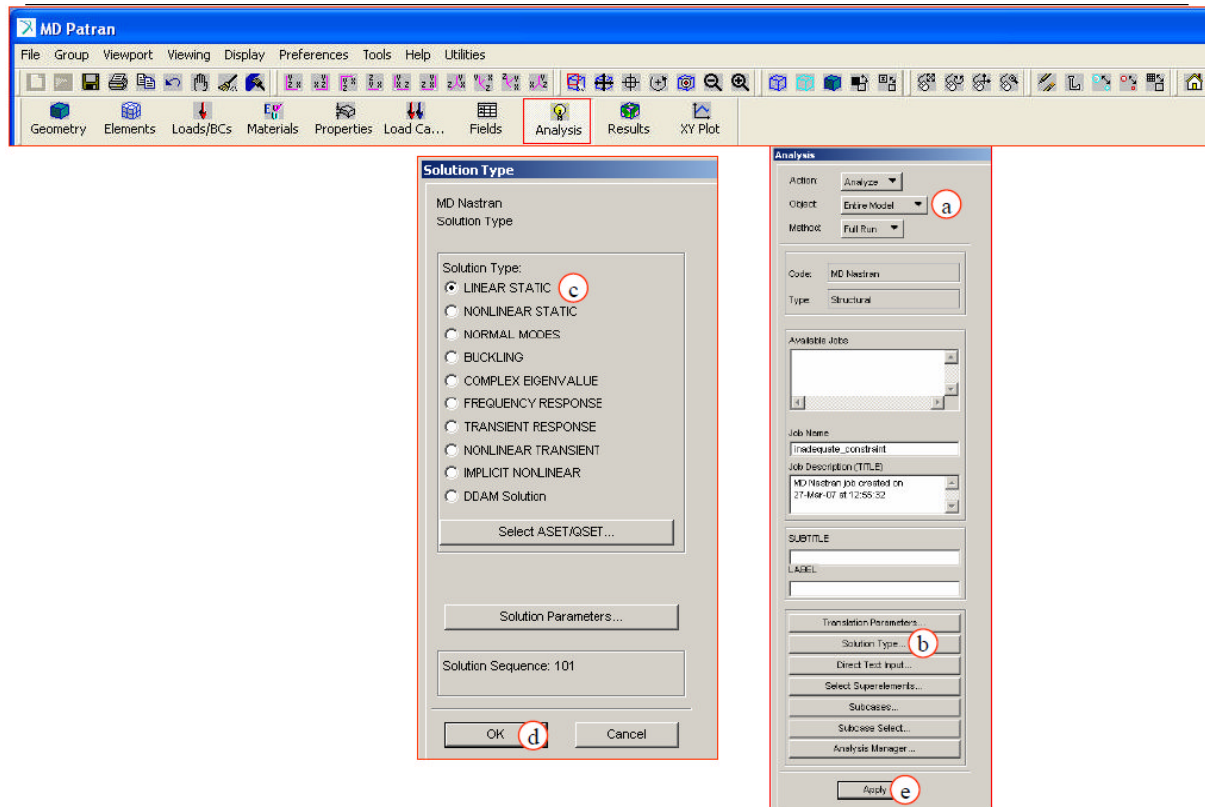 MD Patran
File Group Viewport Viewing Display Preferences Tools Help Utilities
Geometry Elements Loads/BCs Materials Properties Load Ca... Fields Analysis Results XY Plot
Solution Type
MD Nastran
Solution Type
Solution Type:
LINEAR STATIC c
NONLINEAR STATIC
NORMAL MODES
BUCKLING
COMPLEX EIGENVALUE
FREQUENCY RESPONSE
TRANSIENT RESPONSE
NONLINEAR TRANSIENT
IMPLICIT NONLINEAR
DDAM Solution
Select ASET/QSET...
Solution Parameters...
Solution Sequence: 101
OK d Cancel
Analysis
Action: Analyze
Object: Entire Model a
Method: Full Run
Code: MD Nastran
Type: Structural
Available Jobs
Job Name
inadequate_constraint
Job Description (TITLE)
MD Nastran job created on
27-Mar-07 at 12:55:32
SUBTITLE
LABEL
Translation Parameters...
Solution Type... b
Direct Text Input...
Select Superelements...
Subcases...
Subcase Select...
Analysis Manager...
Apply e